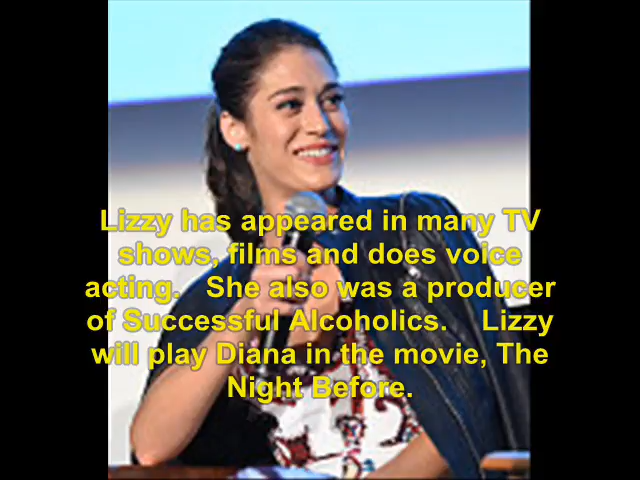 Lizzy has appeared in many TV
shows, films and does voice
acting.   She also was a producer
of Successful Alcoholics.    Lizzy
will play Diana in the movie, The
Night Before.